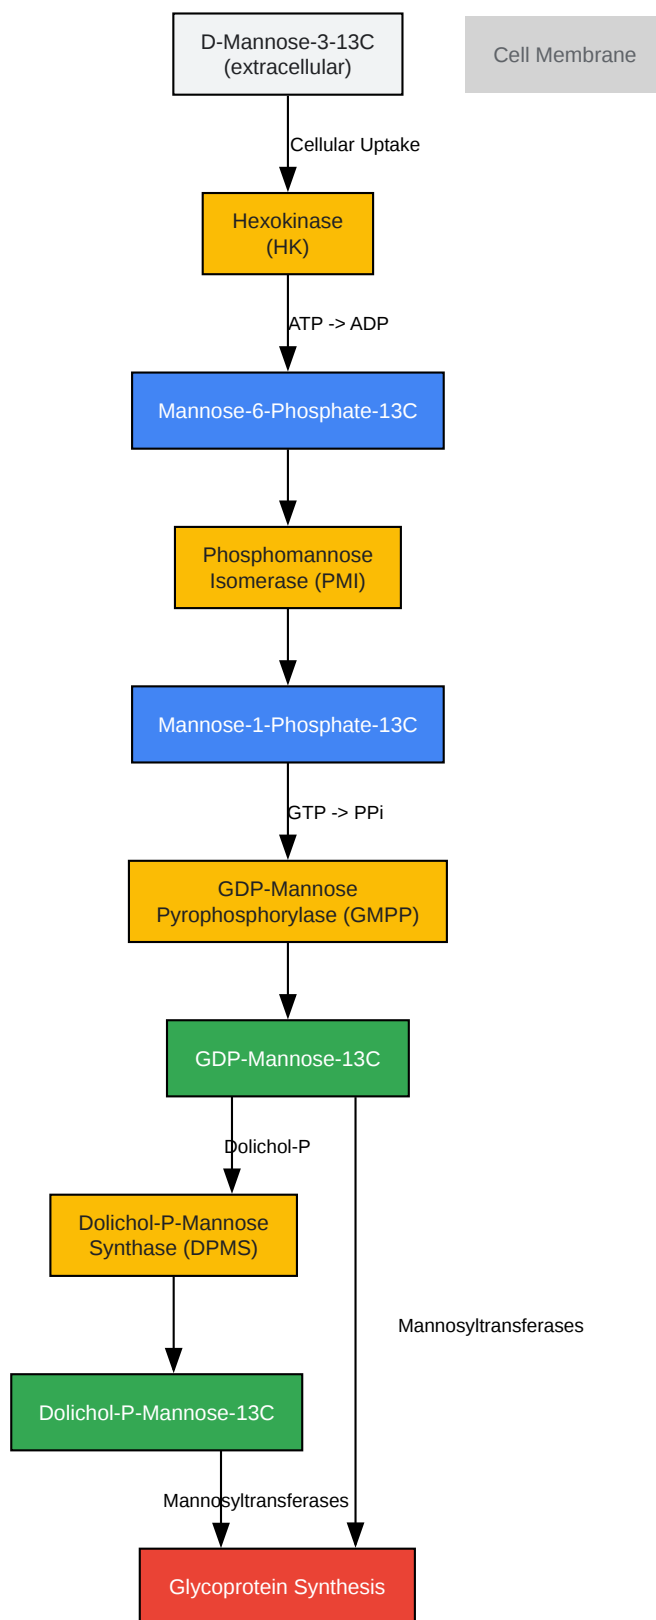 D-Mannose-3-13C
(extracellular)
Cell Membrane
Cellular Uptake
Hexokinase
(HK)
ATP -> ADP
Mannose-6-Phosphate-13C
Phosphomannose
Isomerase (PMI)
Mannose-1-Phosphate-13C
GTP -> PPi
GDP-Mannose
Pyrophosphorylase (GMPP)
GDP-Mannose-13C
Dolichol-P
Dolichol-P-Mannose
Synthase (DPMS)
Mannosyltransferases
Dolichol-P-Mannose-13C
Mannosyltransferases
Glycoprotein Synthesis